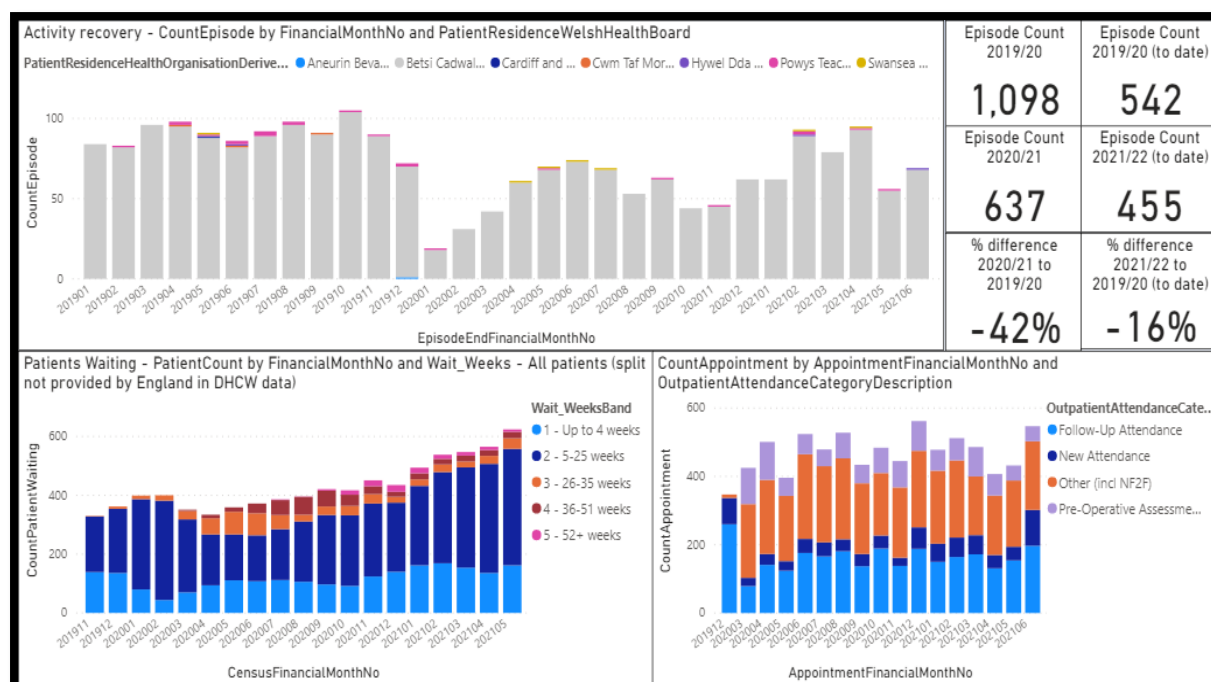 Activity recovery - CountEpisode by FinancialMonthNo and PatientResidenceWelshHealthBoard
PatientResidenceHealthOrganisationDerive... Aneurin Beva... Betsi Cadwal... Cardiff and ... Cwm Taf Mor... Hywel Dda ... Powys Teac... Swansea ...
CountEpisode
100
50
0
201901 201902 201903 201904 201905 201906 201907 201908 201909 201910 201911 201912 202001 202002 202003 202004 202005 202006 202007 202008 202009 202010 202011 202012 202101 202102 202103 202104 202105 202106
EpisodeEndFinancialMonthNo
Episode Count
2019/20
1,098
Episode Count
2019/20 (to date)
542
Episode Count
2020/21
637
Episode Count
2021/22 (to date)
455
% difference
2020/21 to
2019/20
-42%
% difference
2021/22 to
2019/20 (to date)
-16%
Patients Waiting - PatientCount by FinancialMonthNo and Wait_Weeks - All patients (split
not provided by England in DHCW data)
Wait_WeeksBand
1 - Up to 4 weeks
2 - 5-25 weeks
3 - 26-35 weeks
4 - 36-51 weeks
5 - 52+ weeks
CountPatientWaiting
600
400
200
0
201911 201912 202001 202002 202003 202004 202005 202006 202007 202008 202009 202010 202011 202012 202101 202102 202103 202104 202105
CensusFinancialMonthNo
CountAppointment by AppointmentFinancialMonthNo and
OutpatientAttendanceCategoryDescription
OutpatientAttendanceCate..
Follow-Up Attendance
New Attendance
Other (incl NF2F)
Pre-Operative Assessme...
CountAppointment
600
400
200
0
201912 202003 202004 202005 202006 202007 202008 202009 202010 202011 202012 202101 202102 202103 202104 202105 202106
AppointmentFinancialMonthNo